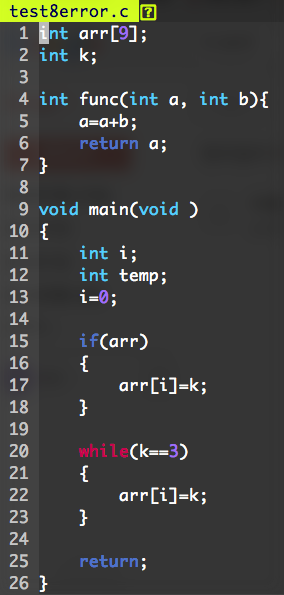 test8error.c ?
1 int arr[9];
2 int k;
3
4 int func(int a, int b){
5     a=a+b;
6     return a;
7 }
8
9 void main(void )
10 {
11     int i;
12     int temp;
13     i=0;
14
15     if(arr)
16     {
17         arr[i]=k;
18     }
19
20     while(k==3)
21     {
22         arr[i]=k;
23     }
24
25     return;
26 }